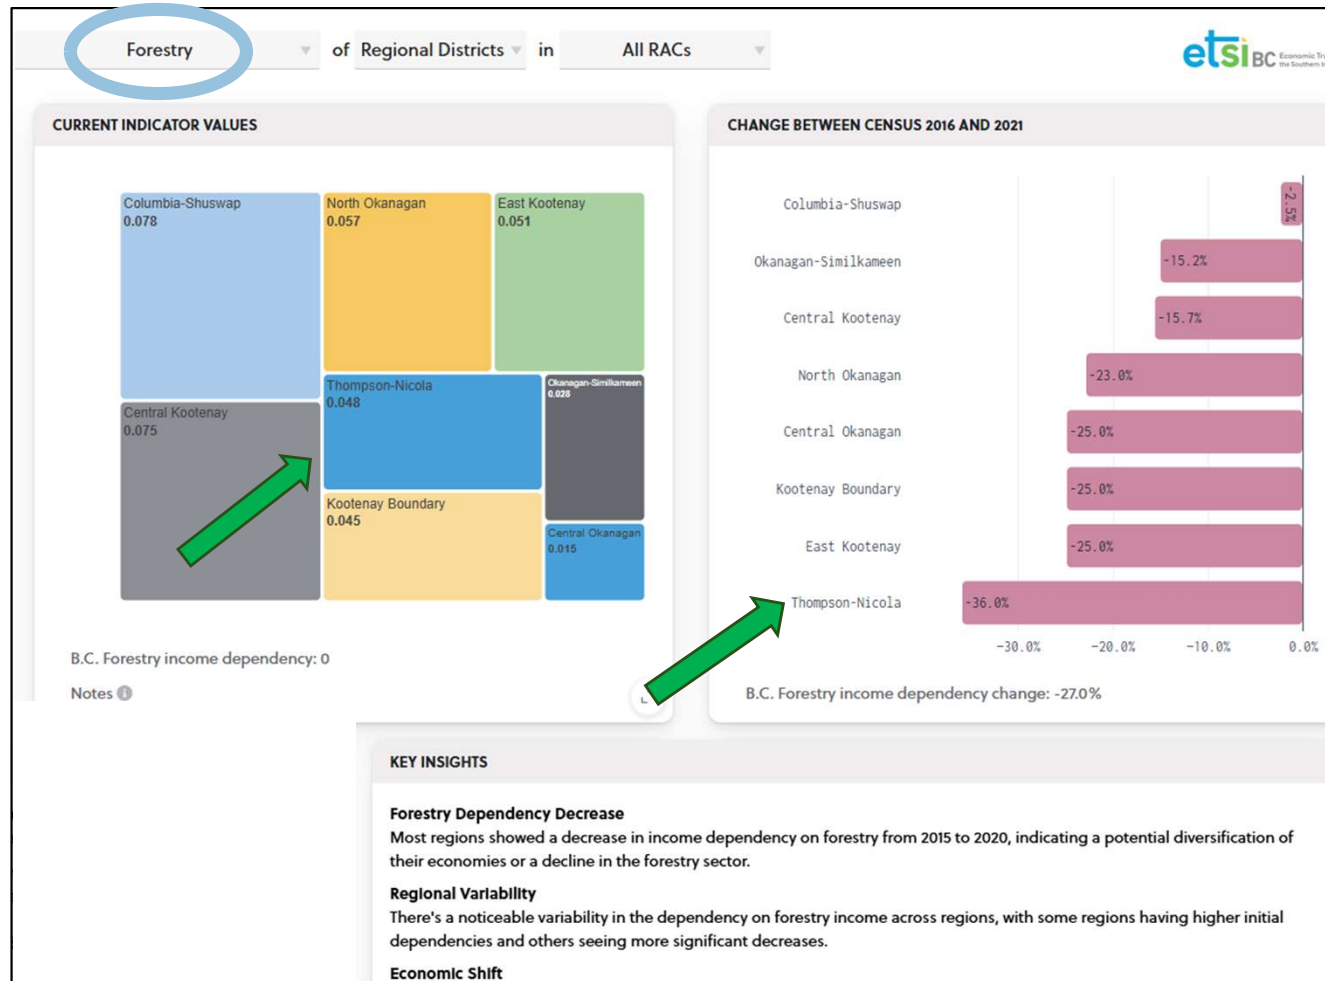 Forestry of Regional Districts in All RACs
etsi BC
CURRENT INDICATOR VALUES
Columbia-Shuswap
0.078
North Okanagan
0.057
East Kootenay
0.051
Thompson-Nicola
0.048
Okanagan-Similkameen
0.028
Central Kootenay
0.075
Kootenay Boundary
0.045
Central Okanagan
0.015
B.C. Forestry income dependency: 0
Notes
CHANGE BETWEEN CENSUS 2016 AND 2021
Columbia-Shuswap -2.5%
Okanagan-Similkameen -15.2%
Central Kootenay -15.7%
North Okanagan -23.0%
Central Okanagan -25.0%
Kootenay Boundary -25.0%
East Kootenay -25.0%
Thompson-Nicola -36.0%
-30.0% -20.0% -10.0% 0.0%
B.C. Forestry income dependency change: -27.0%
KEY INSIGHTS
Forestry Dependency Decrease
Most regions showed a decrease in income dependency on forestry from 2015 to 2020, indicating a potential diversification of
their economies or a decline in the forestry sector.
Regional Variability
There's a noticeable variability in the dependency on forestry income across regions, with some regions having higher initial
dependencies and others seeing more significant decreases.
Economic Shift